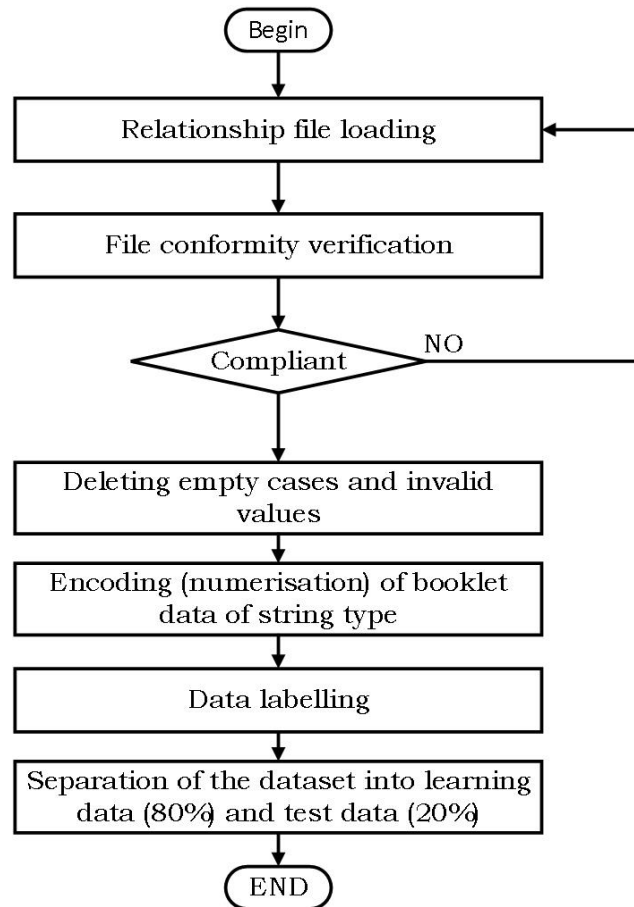 Begin
Relationship file loading
File conformity verification
Compliant
NO
Deleting empty cases and invalid
values
Encoding (numerisation) of booklet
data of string type
Data labelling
Separation of the dataset into learning
data (80%) and test data (20%)
END